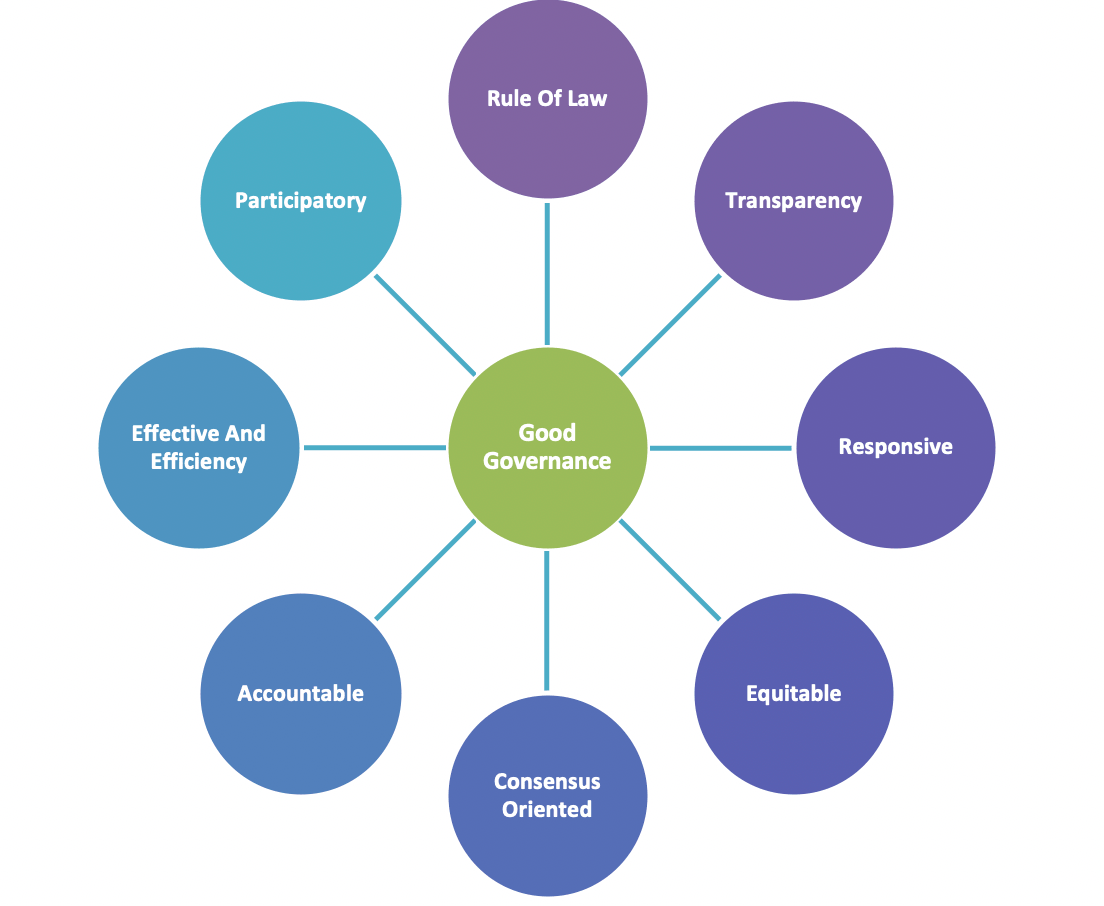 Rule Of Law
Participatory
Transparency
Effective And
Efficiency
Good
Governance
Responsive
Accountable
Equitable
Consensus
Oriented